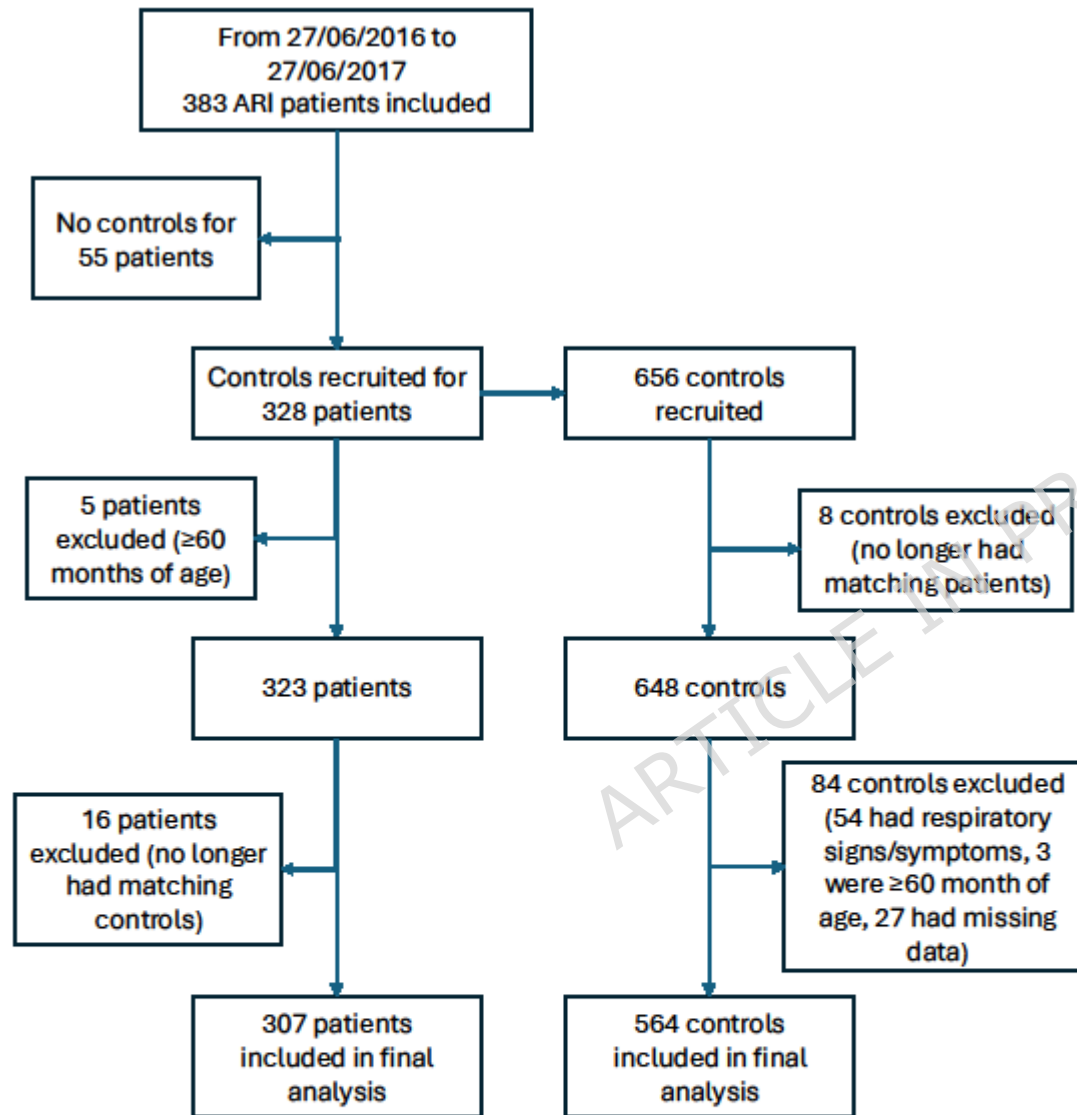 From 27/06/2016 to
27/06/2017
383 ARI patients included
No controls for
55 patients
Controls recruited for
328 patients
656 controls
recruited
5 patients
excluded (≥60
months of age)
8 controls excluded
(no longer had
matching patients)
323 patients
648 controls
16 patients
excluded (no longer
had matching
controls)
84 controls excluded
(54 had respiratory
signs/symptoms, 3
were ≥60 month of
age, 27 had missing
data)
307 patients
included in final
analysis
564 controls
included in final
analysis
ARTICLE IN